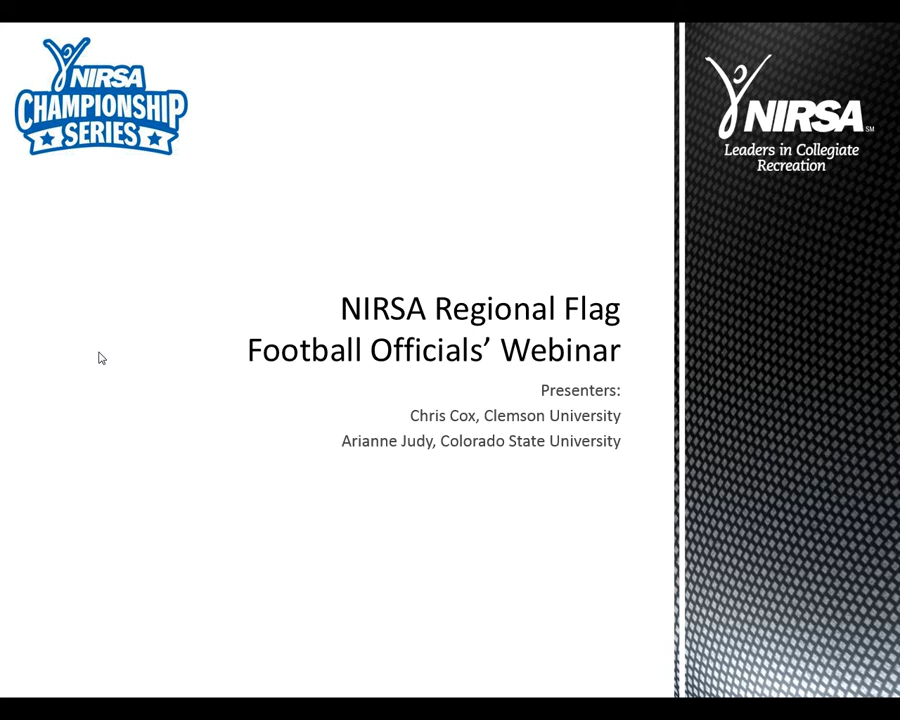 NIRSA
CHAMPIONSHIP
SERIES
NIRSA SM
Leaders in Collegiate
Recreation
NIRSA Regional Flag
Football Officials’ Webinar
Presenters:
Chris Cox, Clemson University
Arianne Judy, Colorado State University